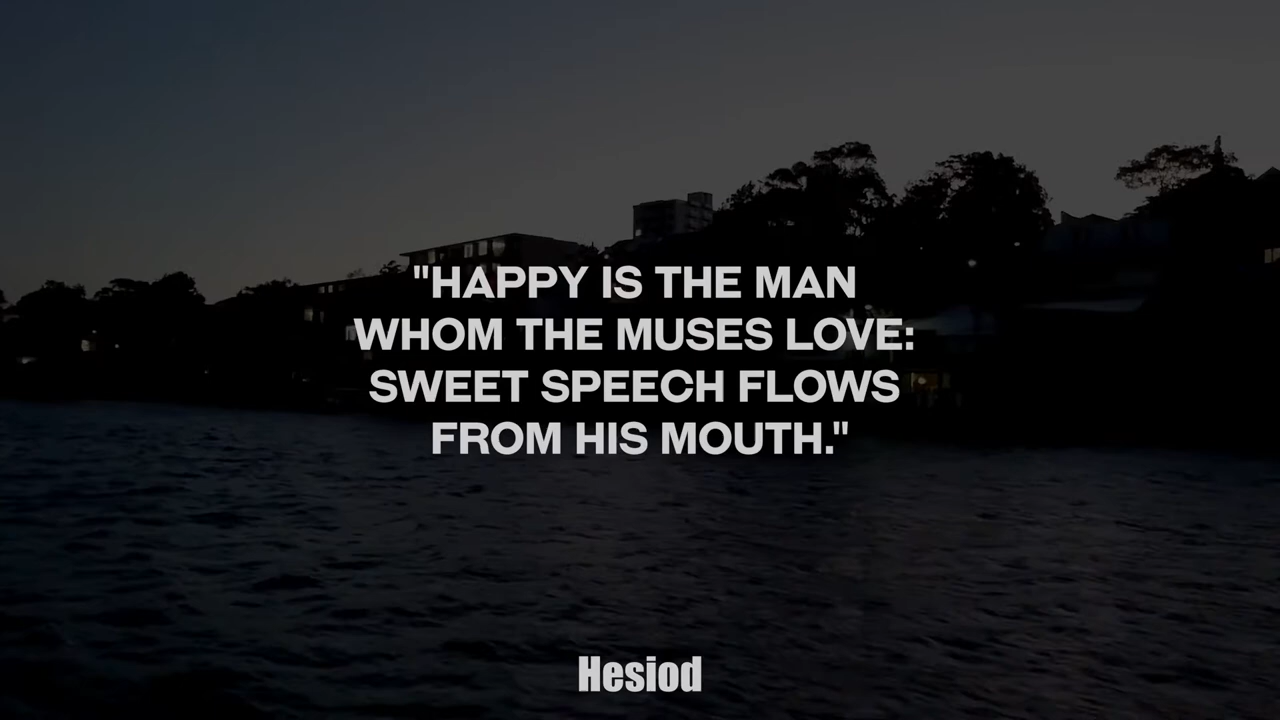 "HAPPY IS THE MAN
WHOM THE MUSES LOVE:
SWEET SPEECH FLOWS
FROM HIS MOUTH."
Hesiod